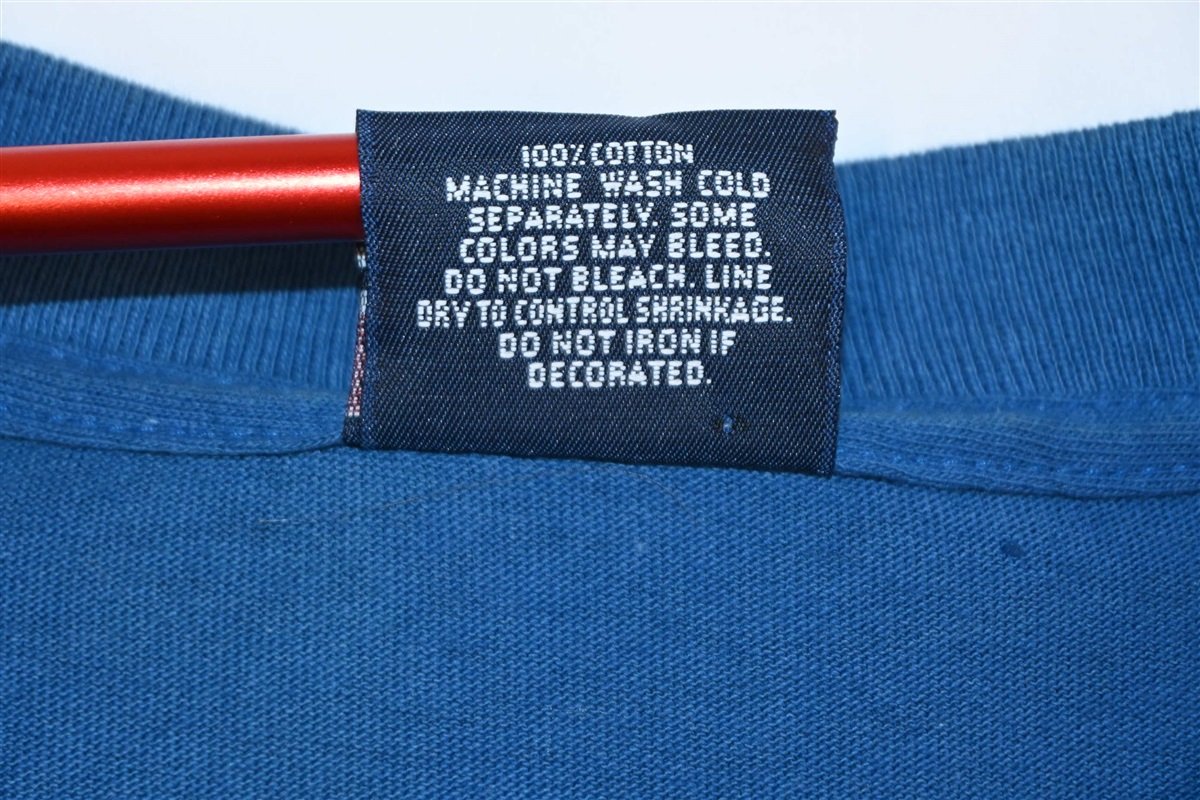 100% COTTON
MACHINE WASH COLD
SEPARATELY. SOME
COLORS MAY BLEED.
DO NOT BLEACH. LINE
DRY TO CONTROL SHRINKAGE.
DO NOT IRON IF
DECORATED.